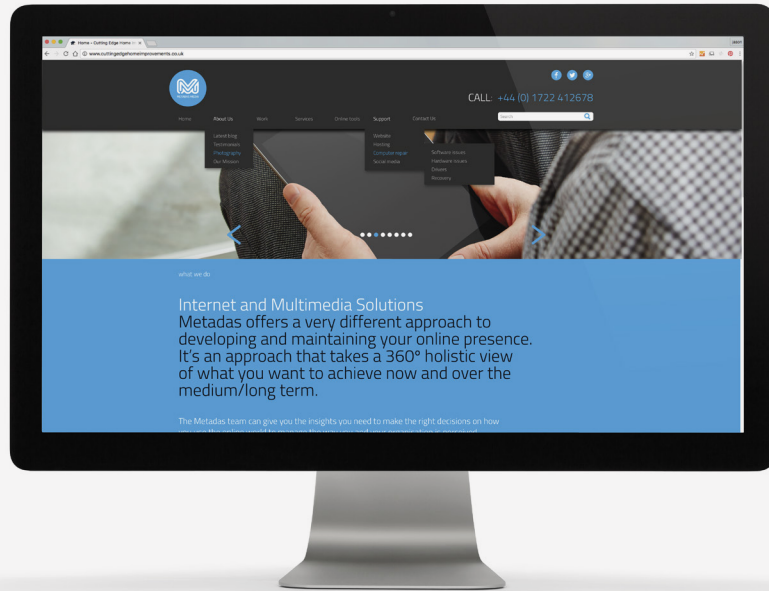 Home - Cutting Edge Home
www.cuttingedgehomeimprovements.co.uk
CALL: +44 (0) 1722 412678
Search
Home About Us Work Services Online tools Support Contact Us
Latest blog
Testimonials
Photography
Our Mission
Website
Hosting
Computer repair
Social media
Software issues
Hardware issues
Drivers
Recovery
what we do
Internet and Multimedia Solutions
Metadas offers a very different approach to
developing and maintaining your online presence.
It's an approach that takes a 360º holistic view
of what you want to achieve now and over the
medium/long term.
The Metadas team can give you the insights you need to make the right decisions on how